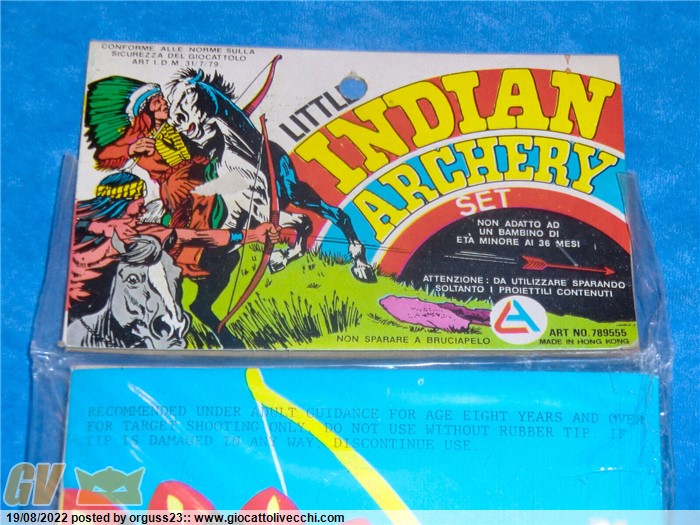 CONFORME ALLE NORME SULLA
SICUREZZA DEL GIOCATTOLO
ART I.D.M. 31/7/79
LITTLE
INDIAN
ARCHERY
SET
NON ADATTO AD
UN BAMBINO DI
ETÀ MINORE AI 36 MESI
ATTENZIONE: DA UTILIZZARE SPARANDO
SOLTANTO I PROIETTILI CONTENUTI
NON SPARARE A BRUCIAPELO
ART NO.789555
MADE IN HONG KONG
RECOMMENDED UNDER ADULT GUIDANCE FOR AGE EIGHT YEARS AND OVER
FOR TARGET SHOOTING ONLY. DO NOT USE WITHOUT RUBBER TIP. IF
TIP IS DAMAGED IN ANY WAY, DISCONTINUE USE.
GV
19/08/2022 posted by orguss23:: www.giocattolivecchi.com